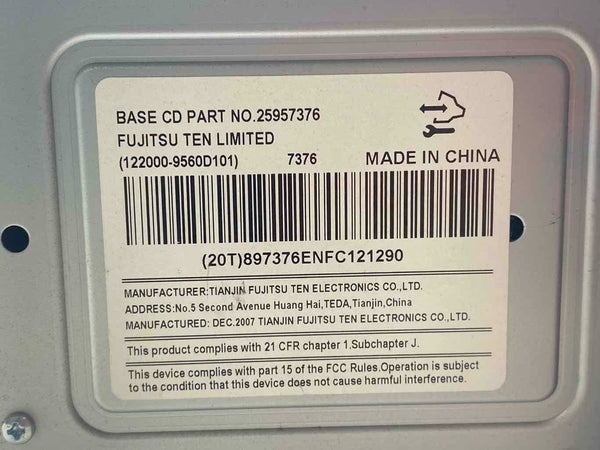 BASE CD PART NO.25957376
FUJITSU TEN LIMITED
(122000-9560D101) 7376 MADE IN CHINA
(20T)897376ENFC121290
MANUFACTURER:TIANJIN FUJITSU TEN ELECTRONICS CO.,LTD.
ADDRESS:No.5 Second Avenue Huang Hai,TEDA,Tianjin,China
MANUFACTURED: DEC.2007 TIANJIN FUJITSU TEN ELECTRONICS CO.,LTD.
This product complies with 21 CFR chapter 1.Subchapter J.
This device complies with part 15 of the FCC Rules.Operation is subject
to the condition that this device does not cause harmful interference.